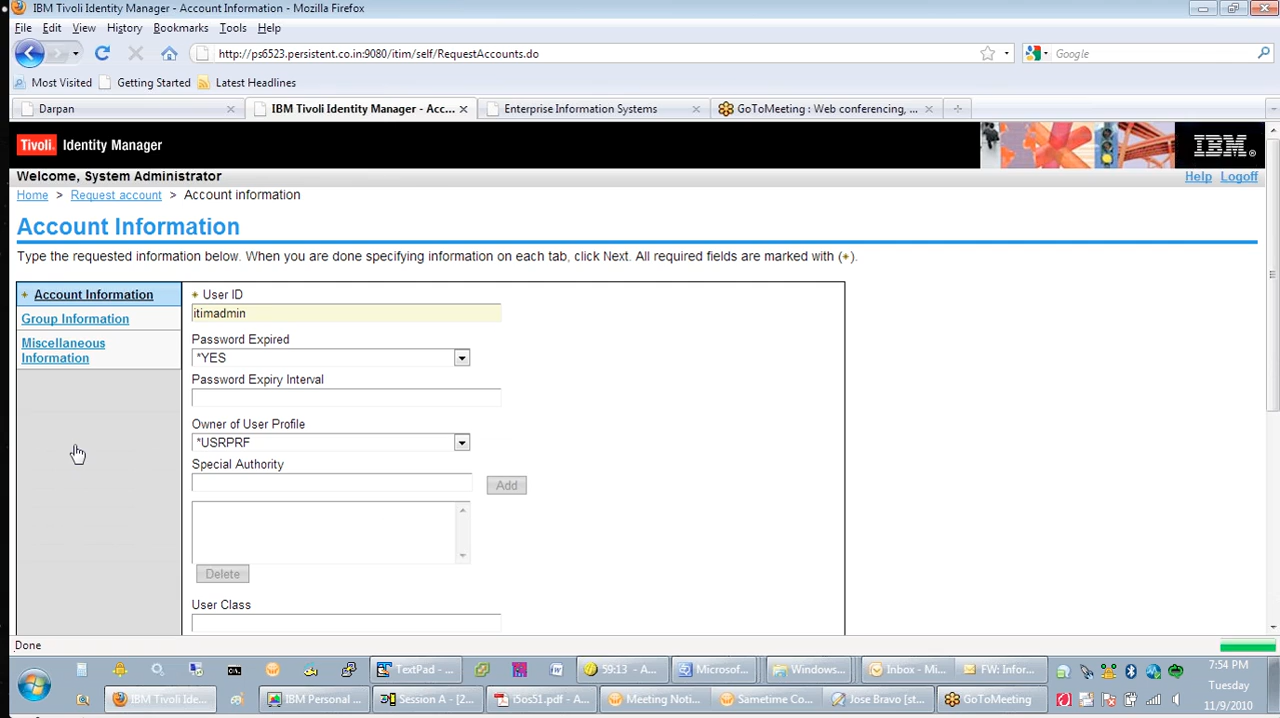 IBM Tivoli Identity Manager - Account Information - Mozilla Firefox
File Edit View History Bookmarks Tools Help
http://ps6523.persistent.co.in:9080/itim/self/RequestAccounts.do
Google
Most Visited Getting Started Latest Headlines
Darpan
IBM Tivoli Identity Manager - Acc...
Enterprise Information Systems
GoToMeeting : Web conferencing, ...
Tivoli. Identity Manager
IBM®
Welcome, System Administrator
Help Logoff
Home > Request account > Account information
Account Information
Type the requested information below. When you are done specifying information on each tab, click Next. All required fields are marked with (+).
Account Information
Group Information
Miscellaneous
Information
User ID
itimadmin
Password Expired
*YES
Password Expiry Interval
Owner of User Profile
*USRPRF
Special Authority
Add
Delete
User Class
Done
TextPad - ...
59:13 - A...
Microsof...
Windows...
Inbox - Mi...
FW: Infor...
7:54 PM
Tuesday
11/9/2010
IBM Tivoli Ide...
IBM Personal ...
Session A - [2...
i5os51.pdf - A...
Meeting Noti...
Sametime Co...
Jose Bravo [st...
GoToMeeting